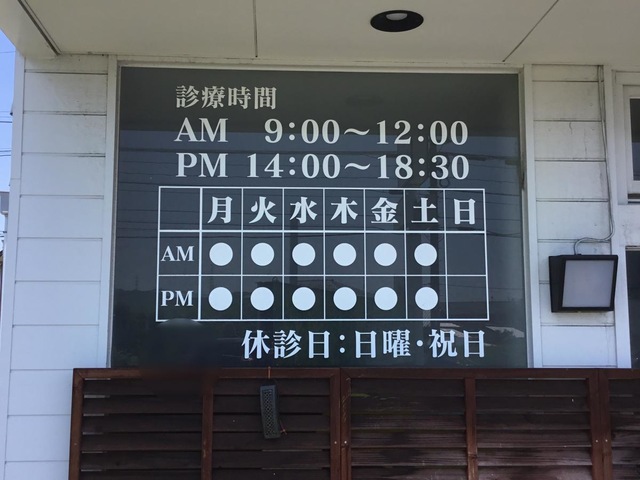 診療時間
AM 9:00～12:00
PM 14:00～18:30
月 火 水 木 金 土 日
AM ● ● ● ● ● ●
PM ● ● ● ● ● ●
休診日：日曜・祝日